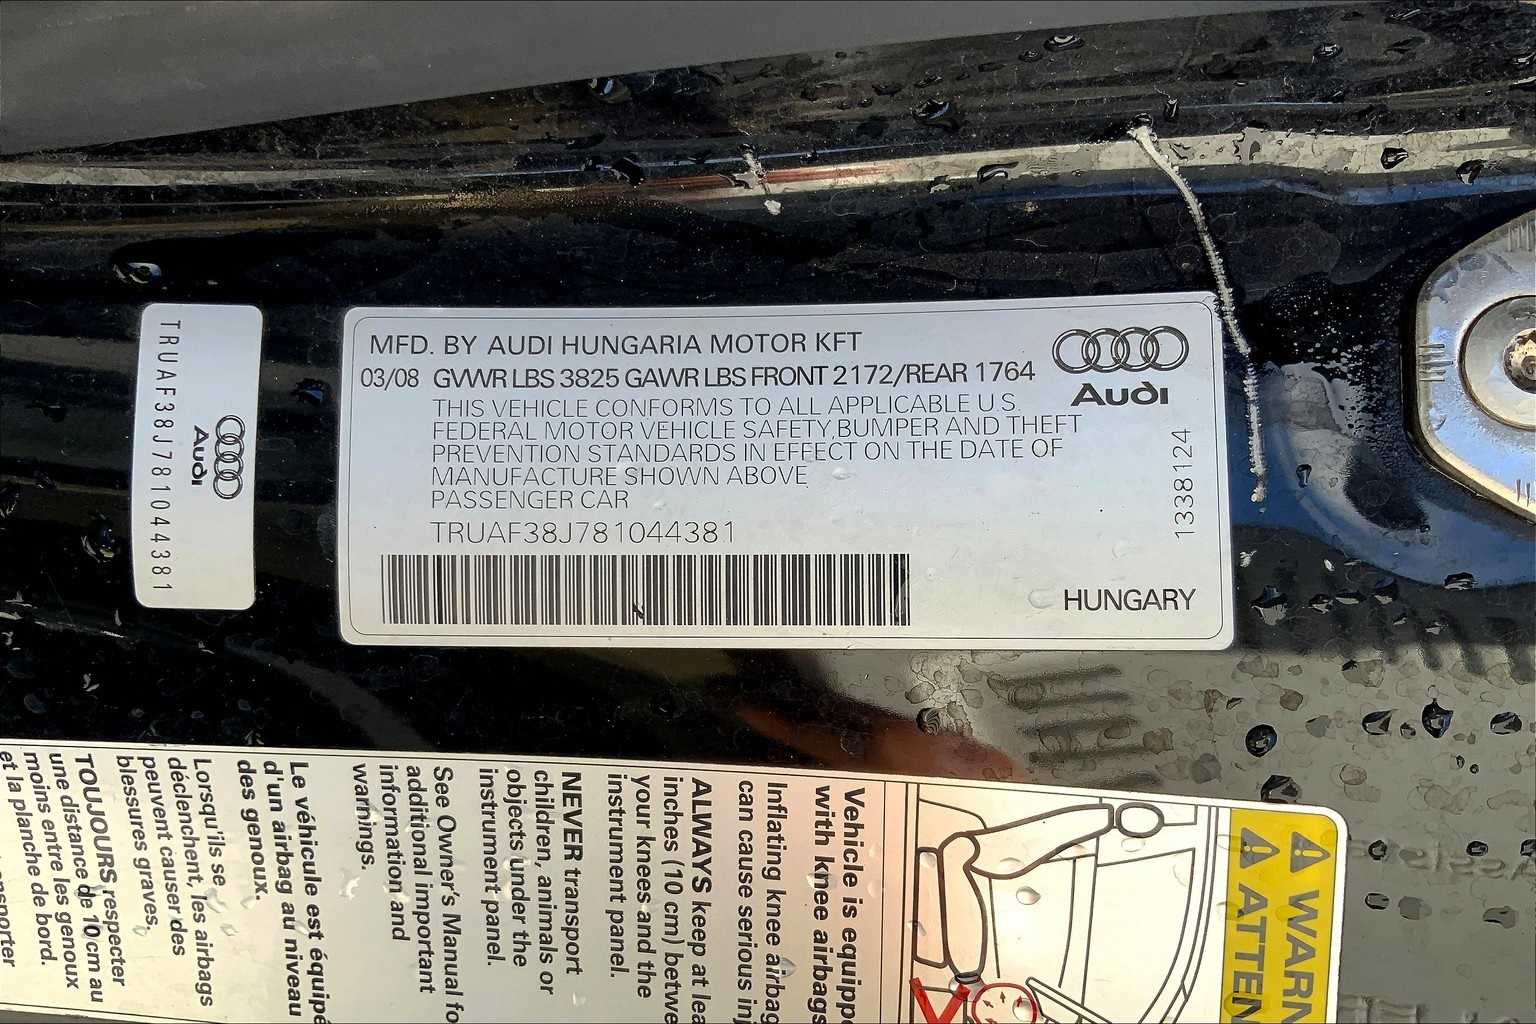 TRUAF38J781044381
Audi
MFD. BY AUDI HUNGARIA MOTOR KFT
03/08 GVWR LBS 3825 GAWR LBS FRONT 2172/REAR 1764
THIS VEHICLE CONFORMS TO ALL APPLICABLE U.S.
FEDERAL MOTOR VEHICLE SAFETY,BUMPER AND THEFT
PREVENTION STANDARDS IN EFFECT ON THE DATE OF
MANUFACTURE SHOWN ABOVE
PASSENGER CAR
TRUAF38J781044381
Audi
1338124
HUNGARY
WARN
ATTEN
Vehicle is equippe
with knee airbags
Inflating knee airbag
can cause serious inj
ALWAYS keep at lea
inches (10 cm) betwe
your knees and the
instrument panel.
NEVER transport
children, animals or
objects under the
instrument panel.
See Owner's Manual fo
additional important
information and
warnings.
Le véhicule est équipé
d'un airbag au niveau
des genoux.
Lorsqu'ils se
déclenchent, les airbags
peuvent causer des
blessures graves.
TOUJOURS respecter
une distance de 10 cm au
moins entre les genoux
et la planche de bord.